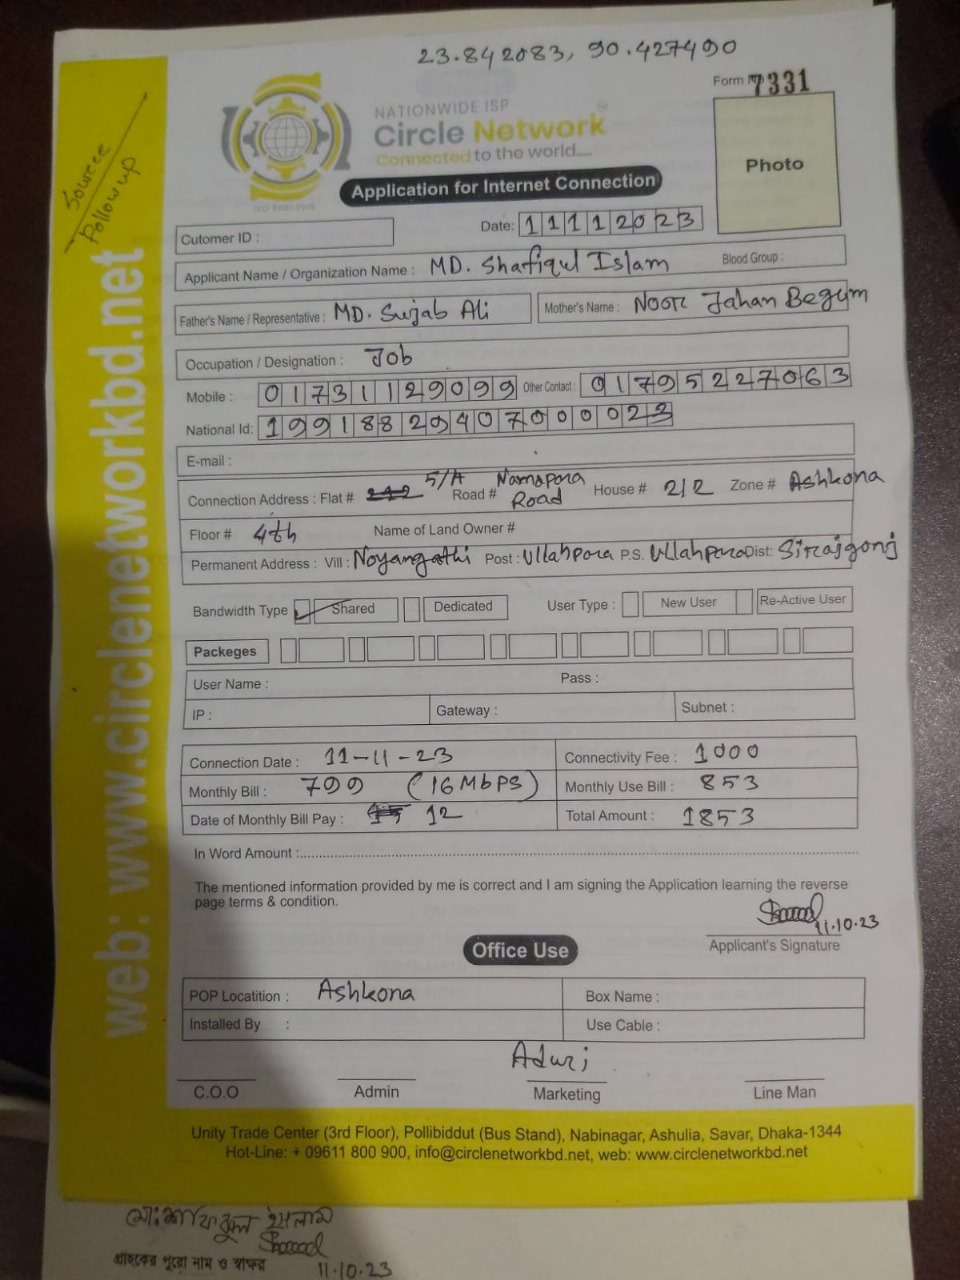 23.842083, 90.427490
Form № 7331
NATIONWIDE ISP
Circle Network
Connected to the world...
Photo
Source
Follow up
Application for Internet Connection
Cutomer ID :
Date: 11112023
Applicant Name / Organization Name : MD. Shafiqul Islam Blood Group :
Father's Name / Representative : MD. Sujab Ali Mother's Name : Noor Jahan Begum
Occupation / Designation : Job
Mobile : 01731129099 Other Contact : 01795227063
National Id: 19918829407000023
E-mail :
Connection Address : Flat # 5/A Road # Namapora Road House # 212 Zone # Ashkona
Floor # 4th Name of Land Owner #
Permanent Address : Vill : Noyangathi Post : Ullahpora P.S. Ullahpora Dist: Sirajgonj
Bandwidth Type Shared Dedicated User Type : New User Re-Active User
Packeges
User Name : Pass :
IP : Gateway : Subnet :
Connection Date : 11-11-23 Connectivity Fee : 1000
Monthly Bill : 799 (16 Mbps) Monthly Use Bill : 853
Date of Monthly Bill Pay : 12 Total Amount : 1853
In Word Amount :
The mentioned information provided by me is correct and I am signing the Application learning the reverse
page terms & condition.
11.10.23
Applicant's Signature
Office Use
POP Locatition : Ashkona Box Name :
Installed By : Use Cable :
Aduri
C.O.O Admin Marketing Line Man
Unity Trade Center (3rd Floor), Pollibiddut (Bus Stand), Nabinagar, Ashulia, Savar, Dhaka-1344
Hot-Line: + 09611 800 900, info@circlenetworkbd.net, web: www.circlenetworkbd.net
web: www.circlenetworkbd.net
মোঃ শফিকুল ইসলাম
গ্রাহকের পুরো নাম ও স্বাক্ষর 11.10.23